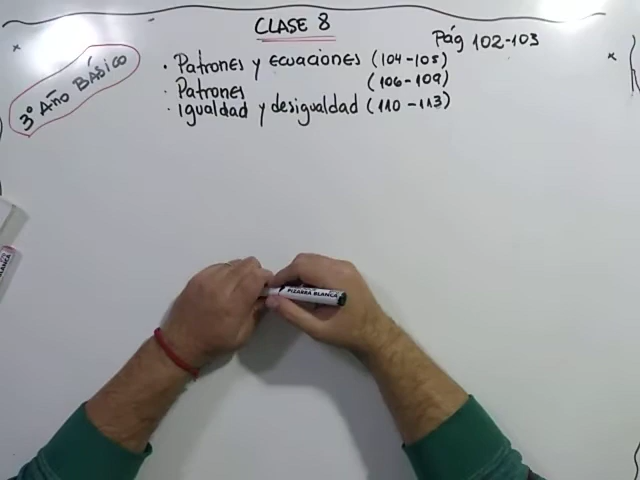 CLASE 8
Pág 102-103
3° Año Básico
• Patrones y Ecuaciones (104-105)
• Patrones (106-109)
• Igualdad y desigualdad (110-113)
PIZARRA BLANCA
BLANCA